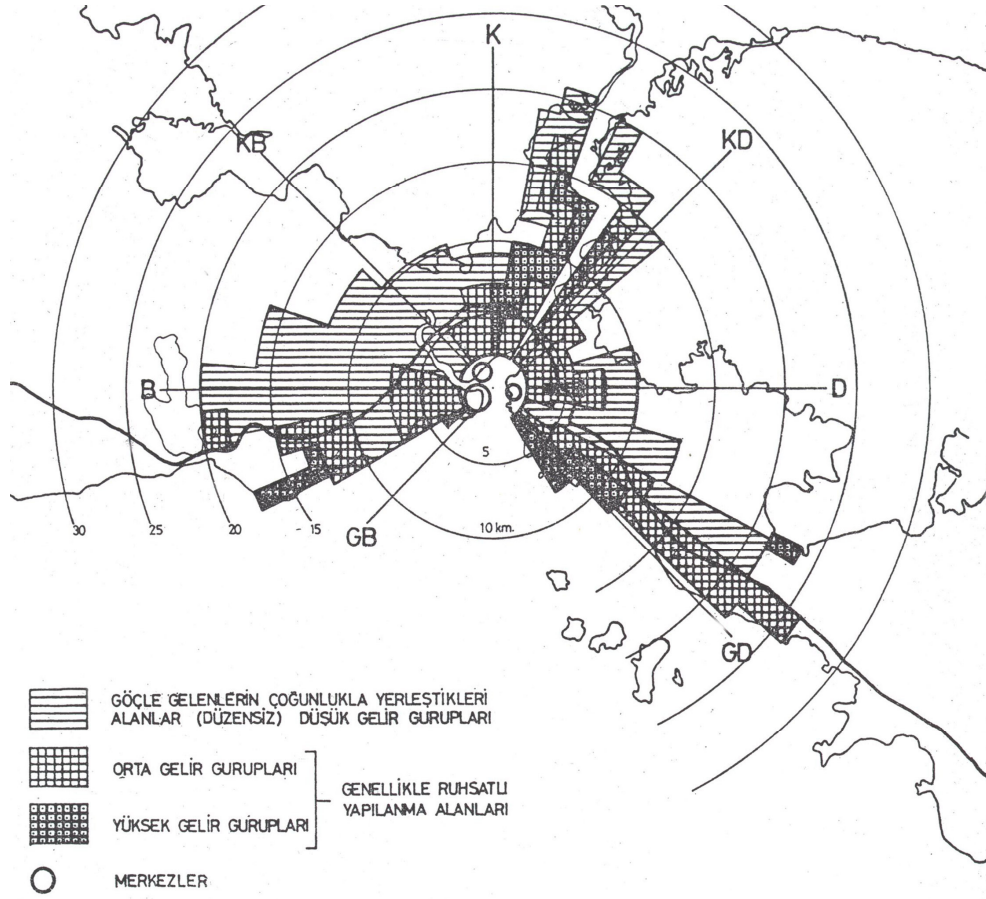 K
KB
KD
B
D
5
30
25
20
15
GB
10 km.
GD
GÖÇLE GELENLERİN ÇOĞUNLUKLA YERLEŞTİKLERİ
ALANLAR (DÜZENSİZ) DÜŞÜK GELİR GURUPLARI
ORTA GELİR GURUPLARI
GENELLİKLE RUHSATLI
YAPILANMA ALANLARI
YÜKSEK GELİR GURUPLARI
MERKEZLER